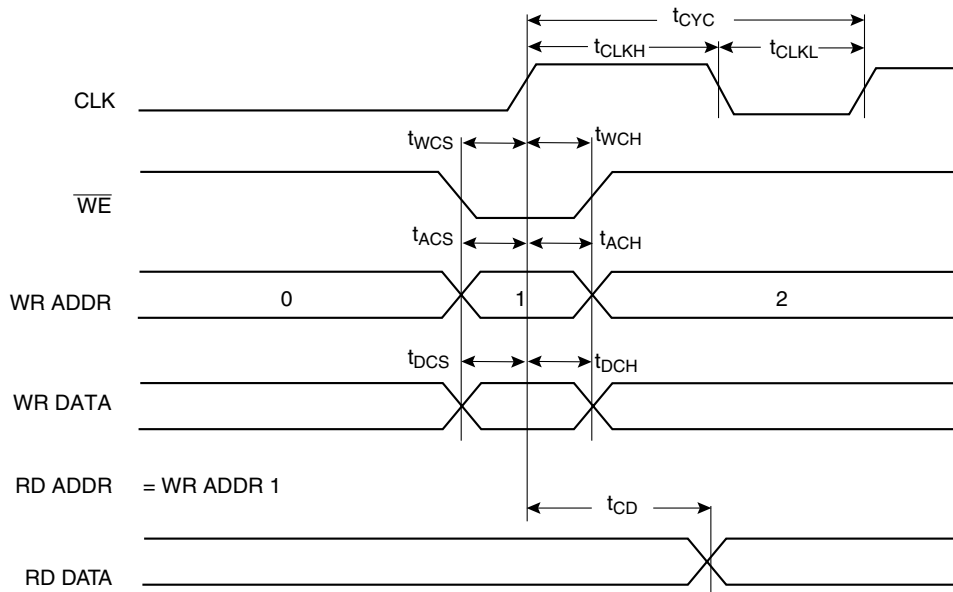 tCYC
tCLKH tCLKL
CLK
tWCS tWCH
WE
tACS tACH
WR ADDR 0 1 2
tDCS tDCH
WR DATA
RD ADDR = WR ADDR 1
tCD
RD DATA